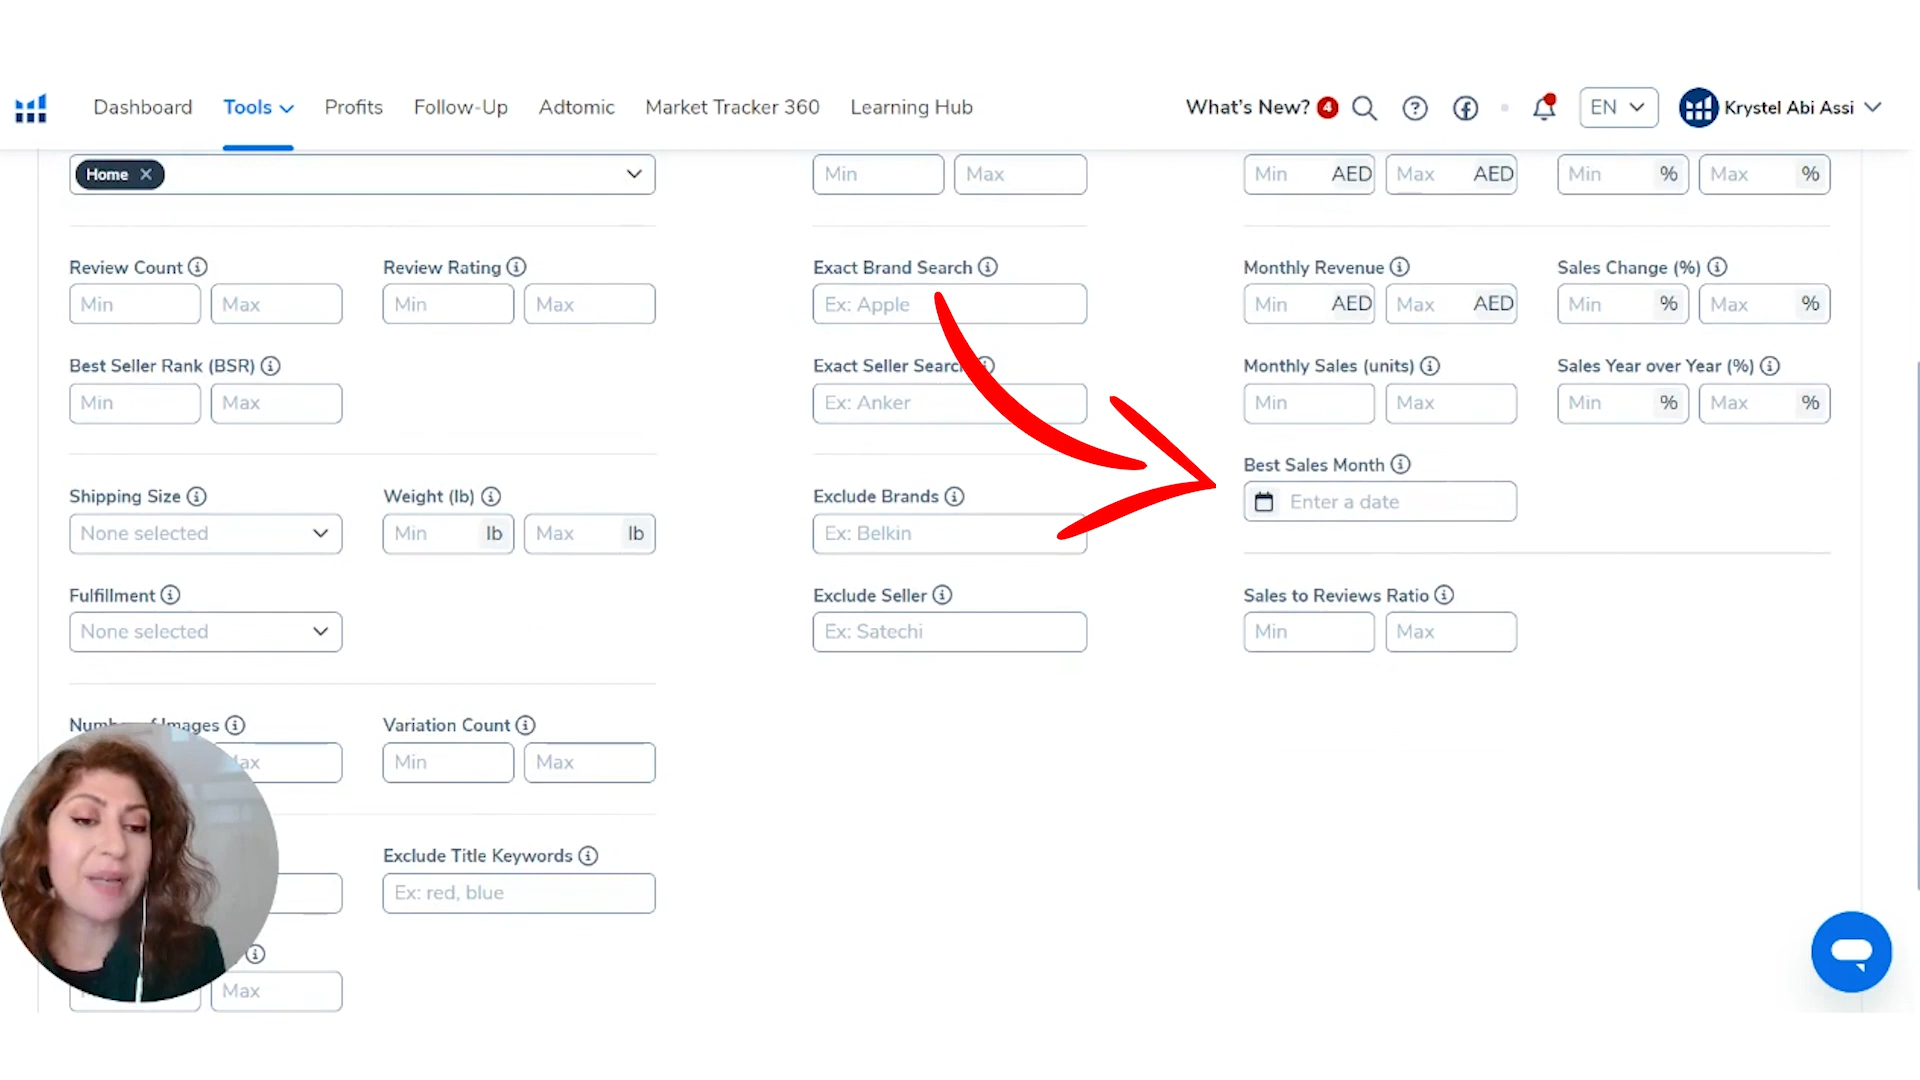 Dashboard Tools Profits Follow-Up Adtomic Market Tracker 360 Learning Hub What's New? 4 EN Krystel Abi Assi
Home Min Max Min AED Max AED Min % Max %
Review Count Review Rating Exact Brand Search Monthly Revenue Sales Change (%)
Min Max Min Max Ex: Apple Min AED Max AED Min % Max %
Best Seller Rank (BSR) Exact Seller Search Monthly Sales (units) Sales Year over Year (%)
Min Max Ex: Anker Min Max Min % Max %
Best Sales Month
Shipping Size Weight (lb) Exclude Brands Enter a date
None selected Min lb Max lb Ex: Belkin
Fulfillment Exclude Seller Sales to Reviews Ratio
None selected Ex: Satechi Min Max
Number of Images Variation Count
Max Min Max
Exclude Title Keywords
Ex: red, blue
Max